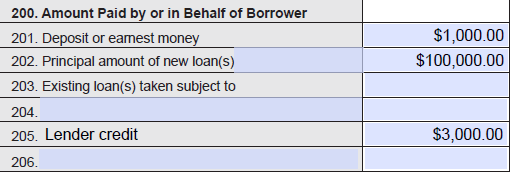 200. Amount Paid by or in Behalf of Borrower
201. Deposit or earnest money $1,000.00
202. Principal amount of new loan(s) $100,000.00
203. Existing loan(s) taken subject to
204.
205. Lender credit $3,000.00
206.